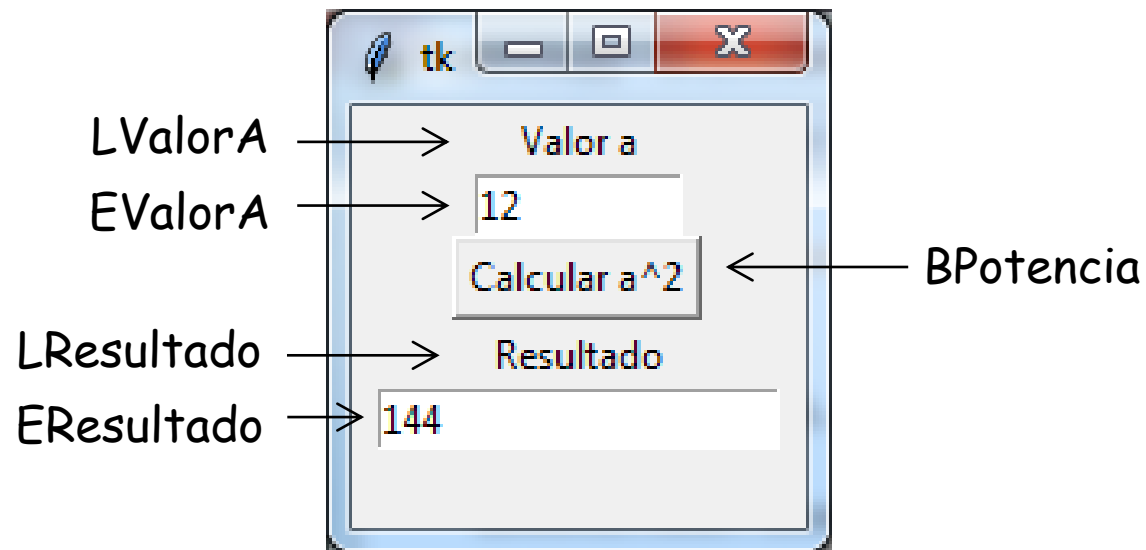 tk
LValorA
Valor a
EValorA
12
Calcular a^2
BPotencia
LResultado
Resultado
EResultado
144